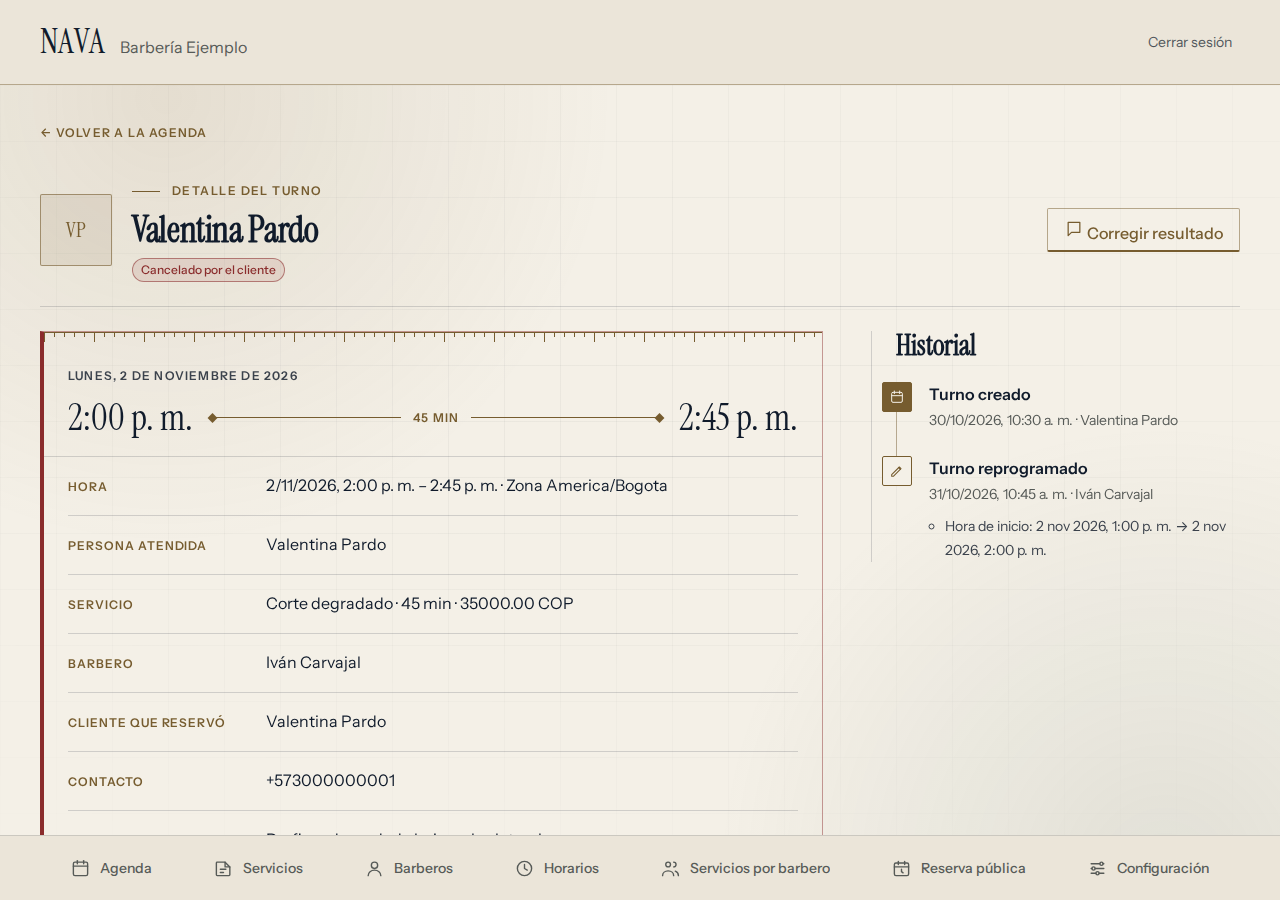 NAVA
Barbería Ejemplo
Cerrar sesión
← VOLVER A LA AGENDA
VP
DETALLE DEL TURNO
Valentina Pardo
Cancelado por el cliente
Corregir resultado
LUNES, 2 DE NOVIEMBRE DE 2026
2:00 p. m.
45 MIN
2:45 p. m.
HORA
2/11/2026, 2:00 p. m. – 2:45 p. m. · Zona America/Bogota
PERSONA ATENDIDA
Valentina Pardo
SERVICIO
Corte degradado · 45 min · 35000.00 COP
BARBERO
Iván Carvajal
CLIENTE QUE RESERVÓ
Valentina Pardo
CONTACTO
+573000000001
Historial
Turno creado
30/10/2026, 10:30 a. m. · Valentina Pardo
Turno reprogramado
31/10/2026, 10:45 a. m. · Iván Carvajal
Hora de inicio: 2 nov 2026, 1:00 p. m. → 2 nov
2026, 2:00 p. m.
Agenda
Servicios
Barberos
Horarios
Servicios por barbero
Reserva pública
Configuración